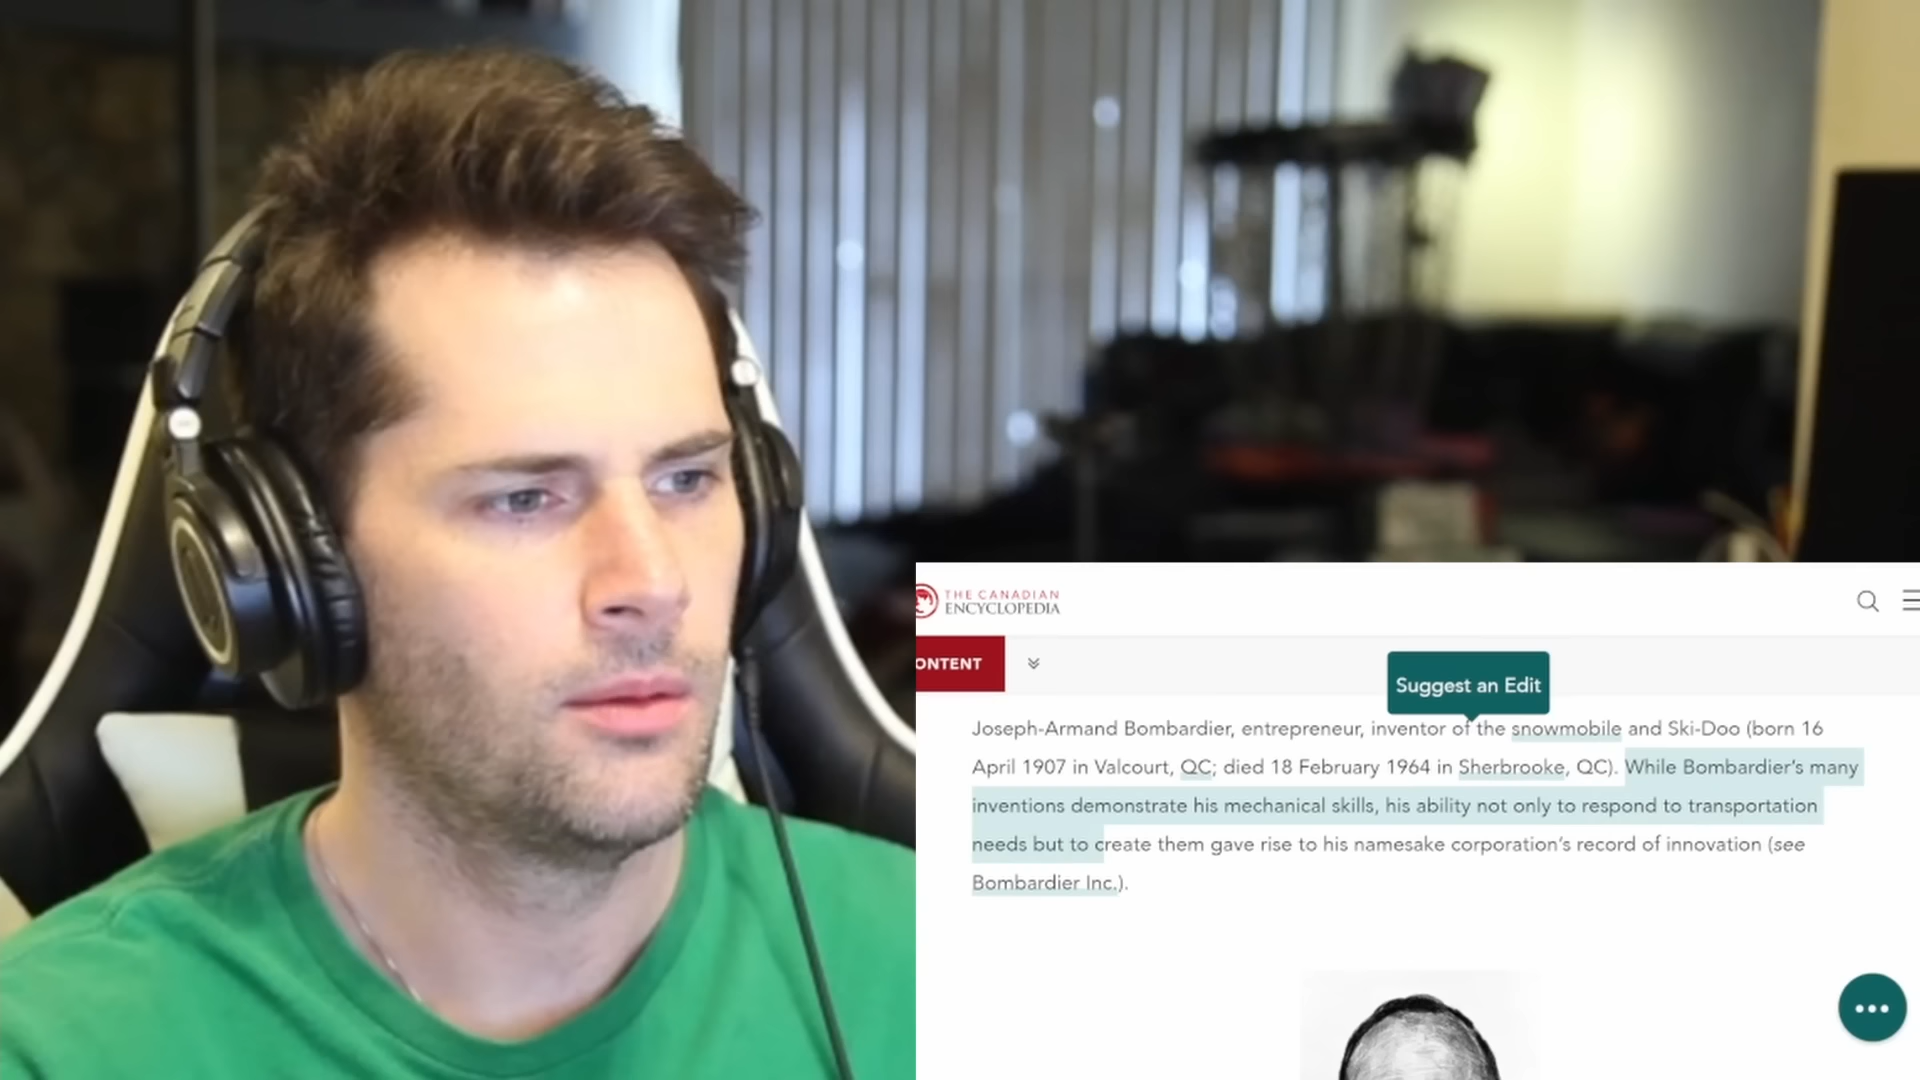 THE CANADIAN
ENCYCLOPEDIA
ONTENT
Suggest an Edit
Joseph-Armand Bombardier, entrepreneur, inventor of the snowmobile and Ski-Doo (born 16
April 1907 in Valcourt, QC; died 18 February 1964 in Sherbrooke, QC). While Bombardier’s many
inventions demonstrate his mechanical skills, his ability not only to respond to transportation
needs but to create them gave rise to his namesake corporation’s record of innovation (see
Bombardier Inc.).